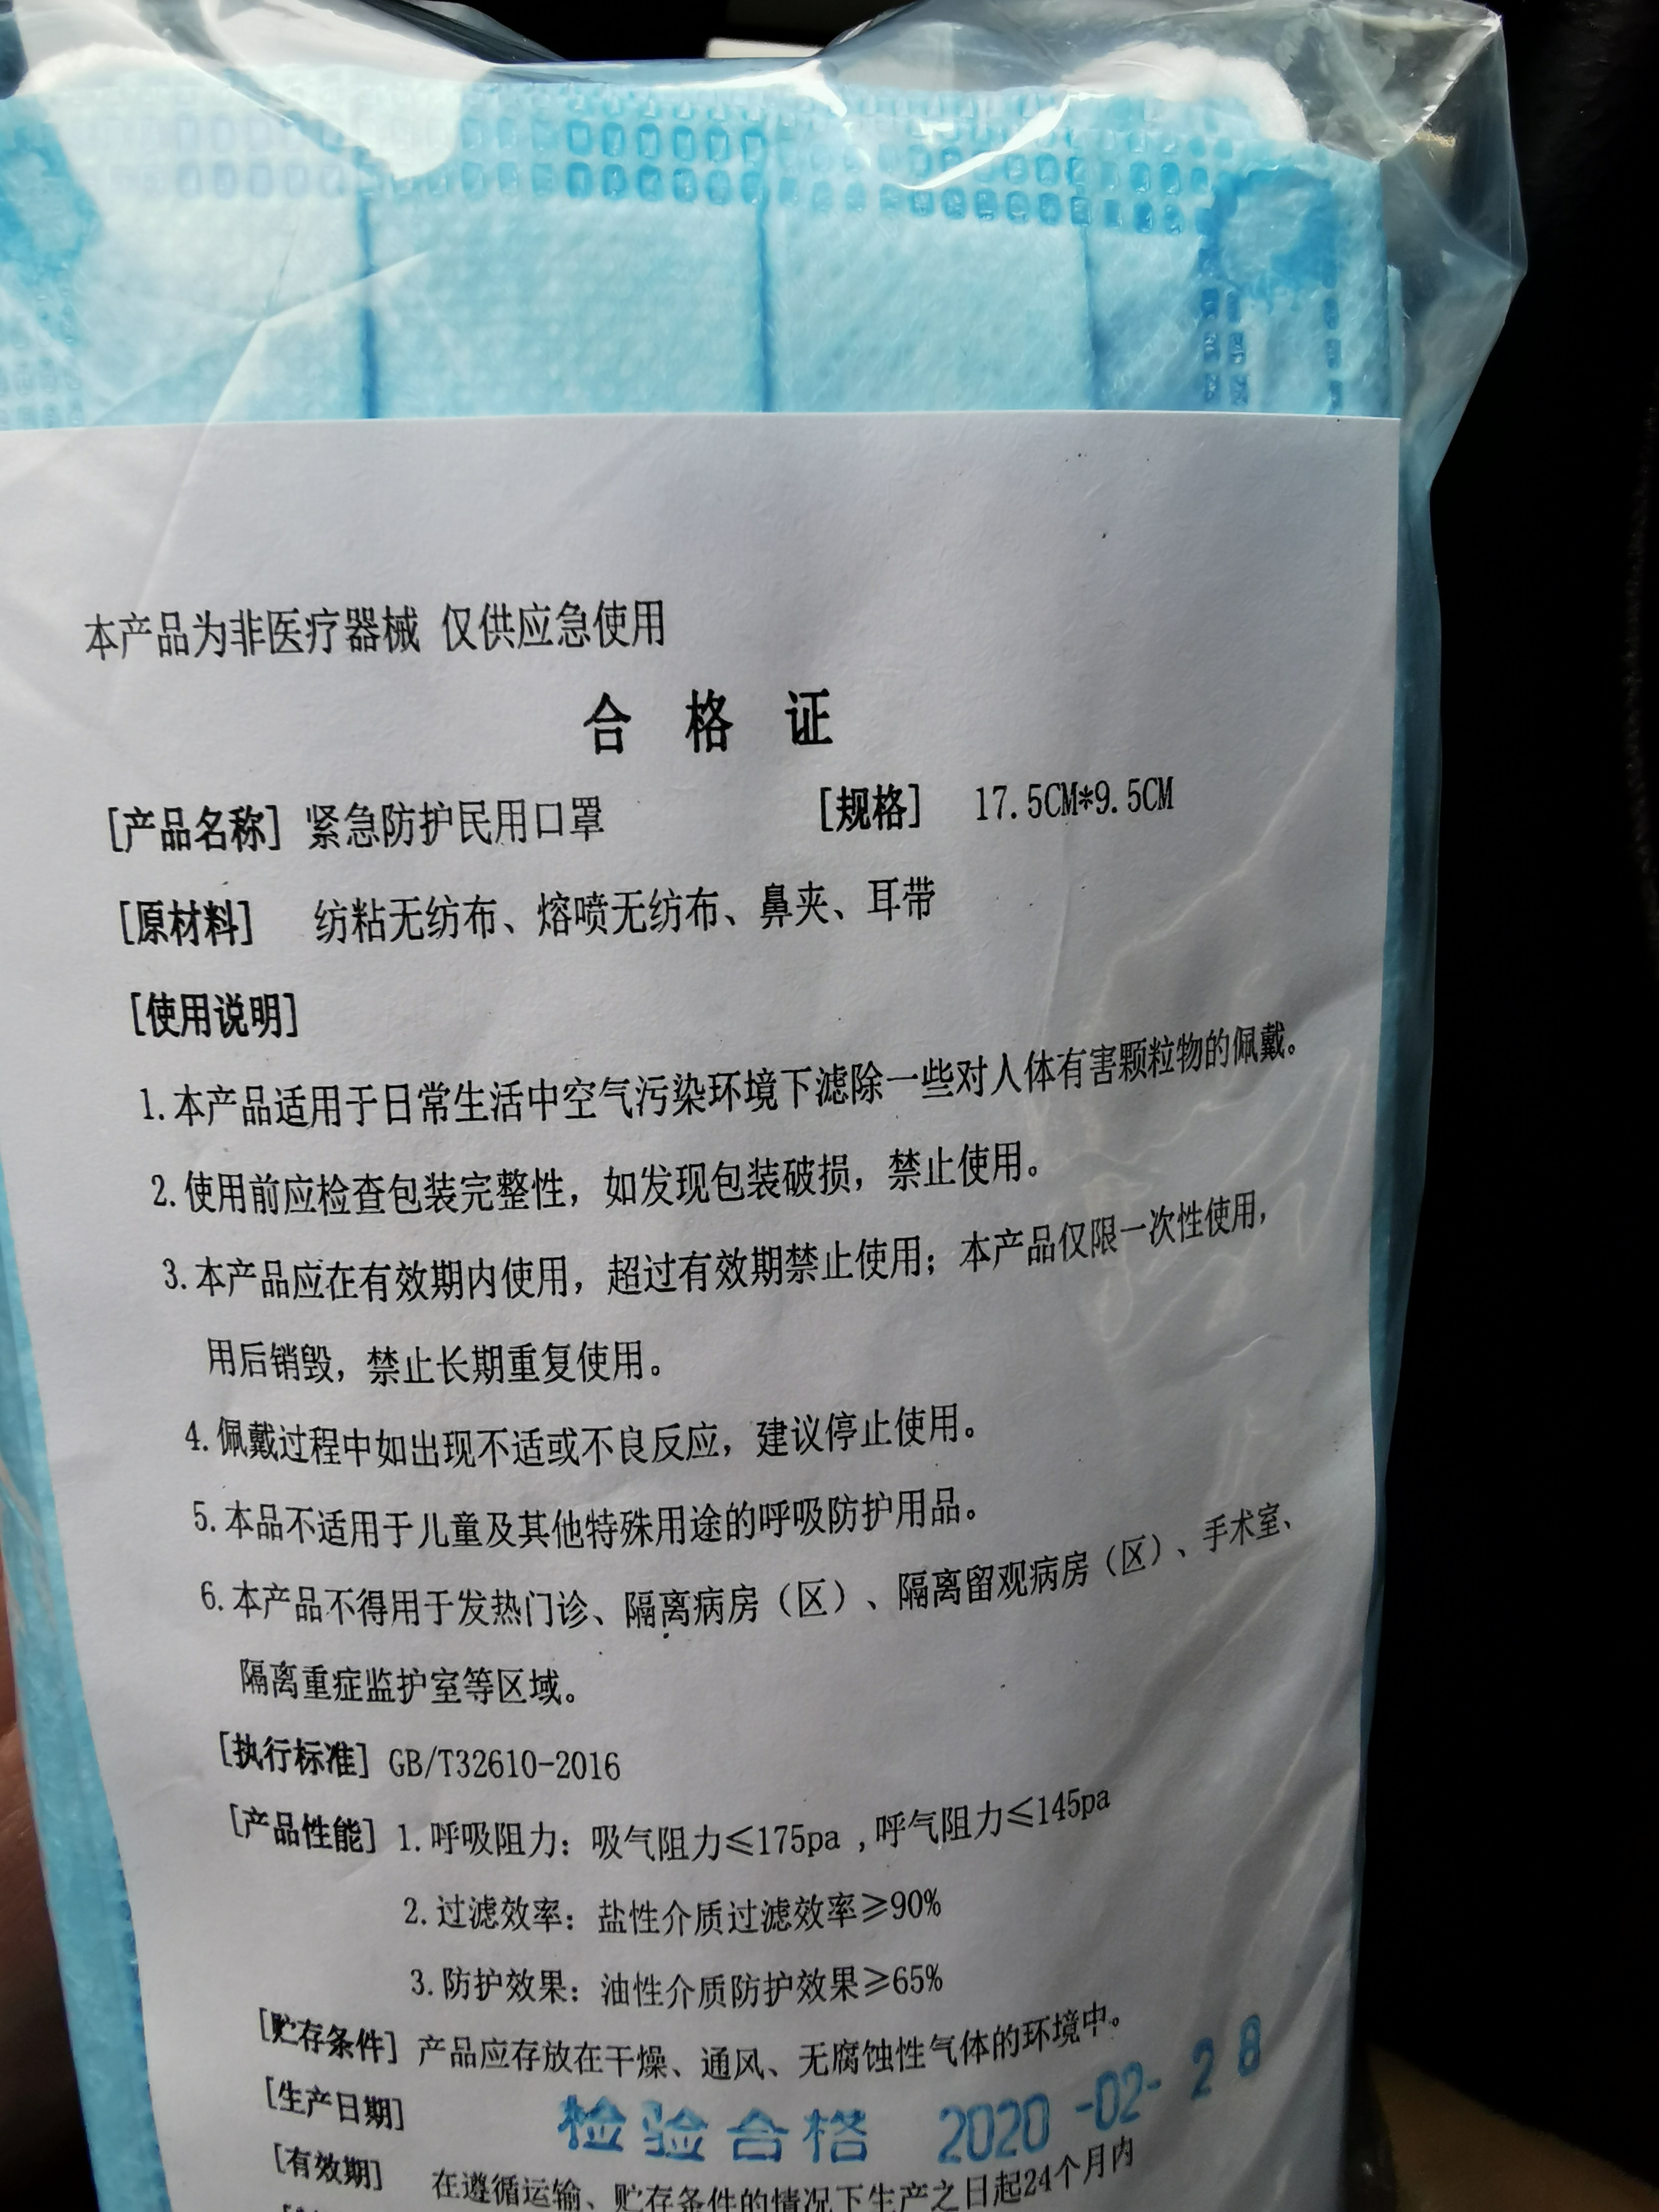 本产品为非医疗器械 仅供应急使用
合 格 证
[产品名称] 紧急防护民用口罩 [规格] 17.5CM*9.5CM
[原材料] 纺粘无纺布、熔喷无纺布、鼻夹、耳带
[使用说明]
1.本产品适用于日常生活中空气污染环境下滤除一些对人体有害颗粒物的佩戴。
2.使用前应检查包装完整性，如发现包装破损，禁止使用。
3.本产品应在有效期内使用，超过有效期禁止使用；本产品仅限一次性使用，
用后销毁，禁止长期重复使用。
4.佩戴过程中如出现不适或不良反应，建议停止使用。
5.本品不适用于儿童及其他特殊用途的呼吸防护用品。
6.本产品不得用于发热门诊、隔离病房（区）、隔离留观病房（区）、手术室、
隔离重症监护室等区域。
[执行标准] GB/T32610-2016
[产品性能] 1.呼吸阻力：吸气阻力≤175pa ,呼气阻力≤145pa
2.过滤效率：盐性介质过滤效率≥90%
3.防护效果：油性介质防护效果≥65%
[贮存条件] 产品应存放在干燥、通风、无腐蚀性气体的环境中。
[生产日期] 检验合格 2020-02-28
[有效期] 在遵循运输、贮存条件的情况下生产之日起24个月内